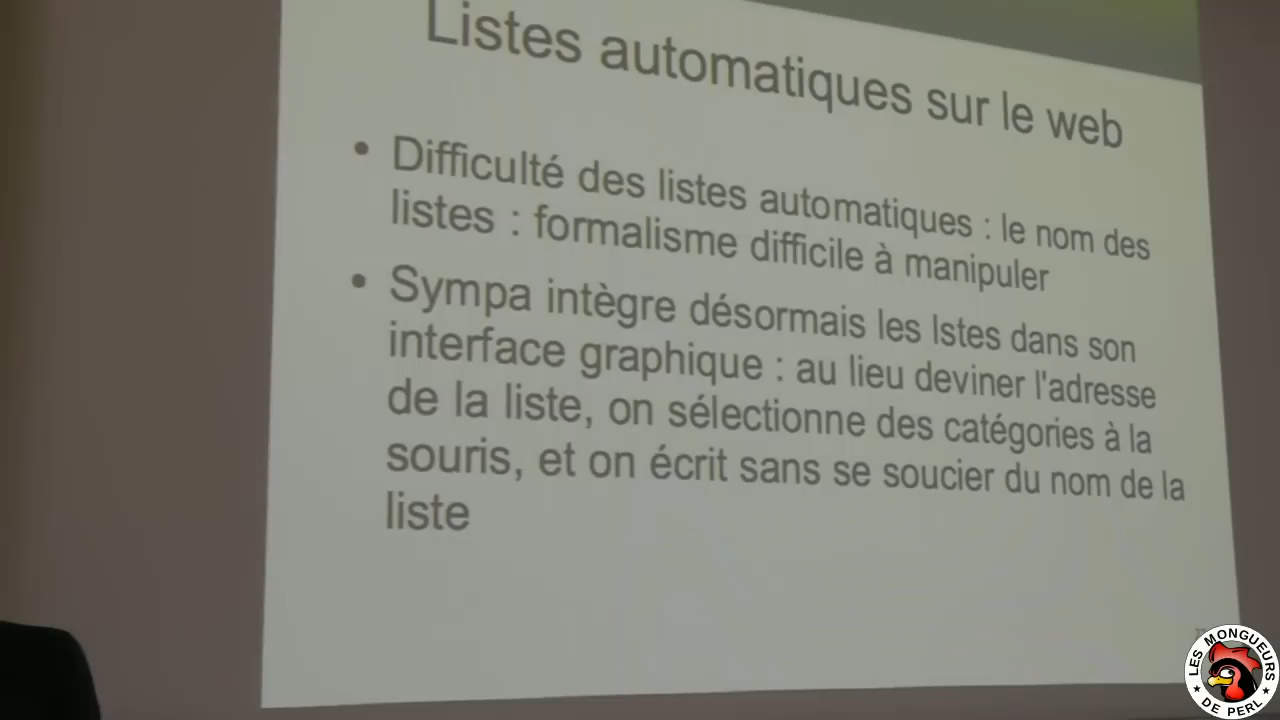 Listes automatiques sur le web
• Difficulté des listes automatiques : le nom des
listes : formalisme difficile à manipuler
• Sympa intègre désormais les lstes dans son
interface graphique : au lieu deviner l'adresse
de la liste, on sélectionne des catégories à la
souris, et on écrit sans se soucier du nom de la
liste
LES MONGUEURS
★ DE PERL ★